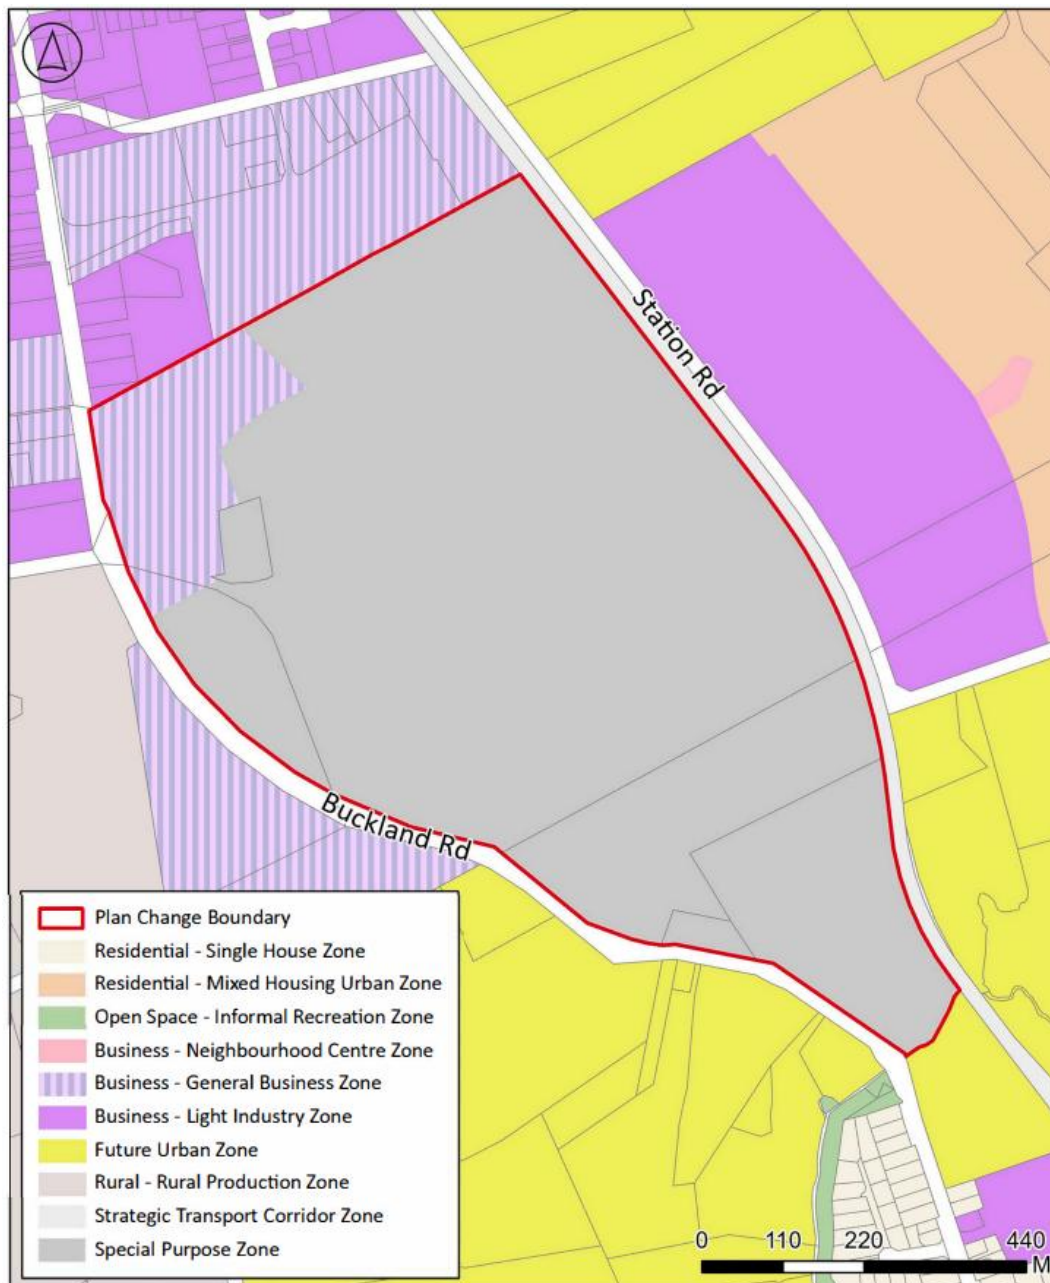 Station Rd
Buckland Rd
Plan Change Boundary
Residential - Single House Zone
Residential - Mixed Housing Urban Zone
Open Space - Informal Recreation Zone
Business - Neighbourhood Centre Zone
Business - General Business Zone
Business - Light Industry Zone
Future Urban Zone
Rural - Rural Production Zone
Strategic Transport Corridor Zone
Special Purpose Zone
0 110 220 440
M